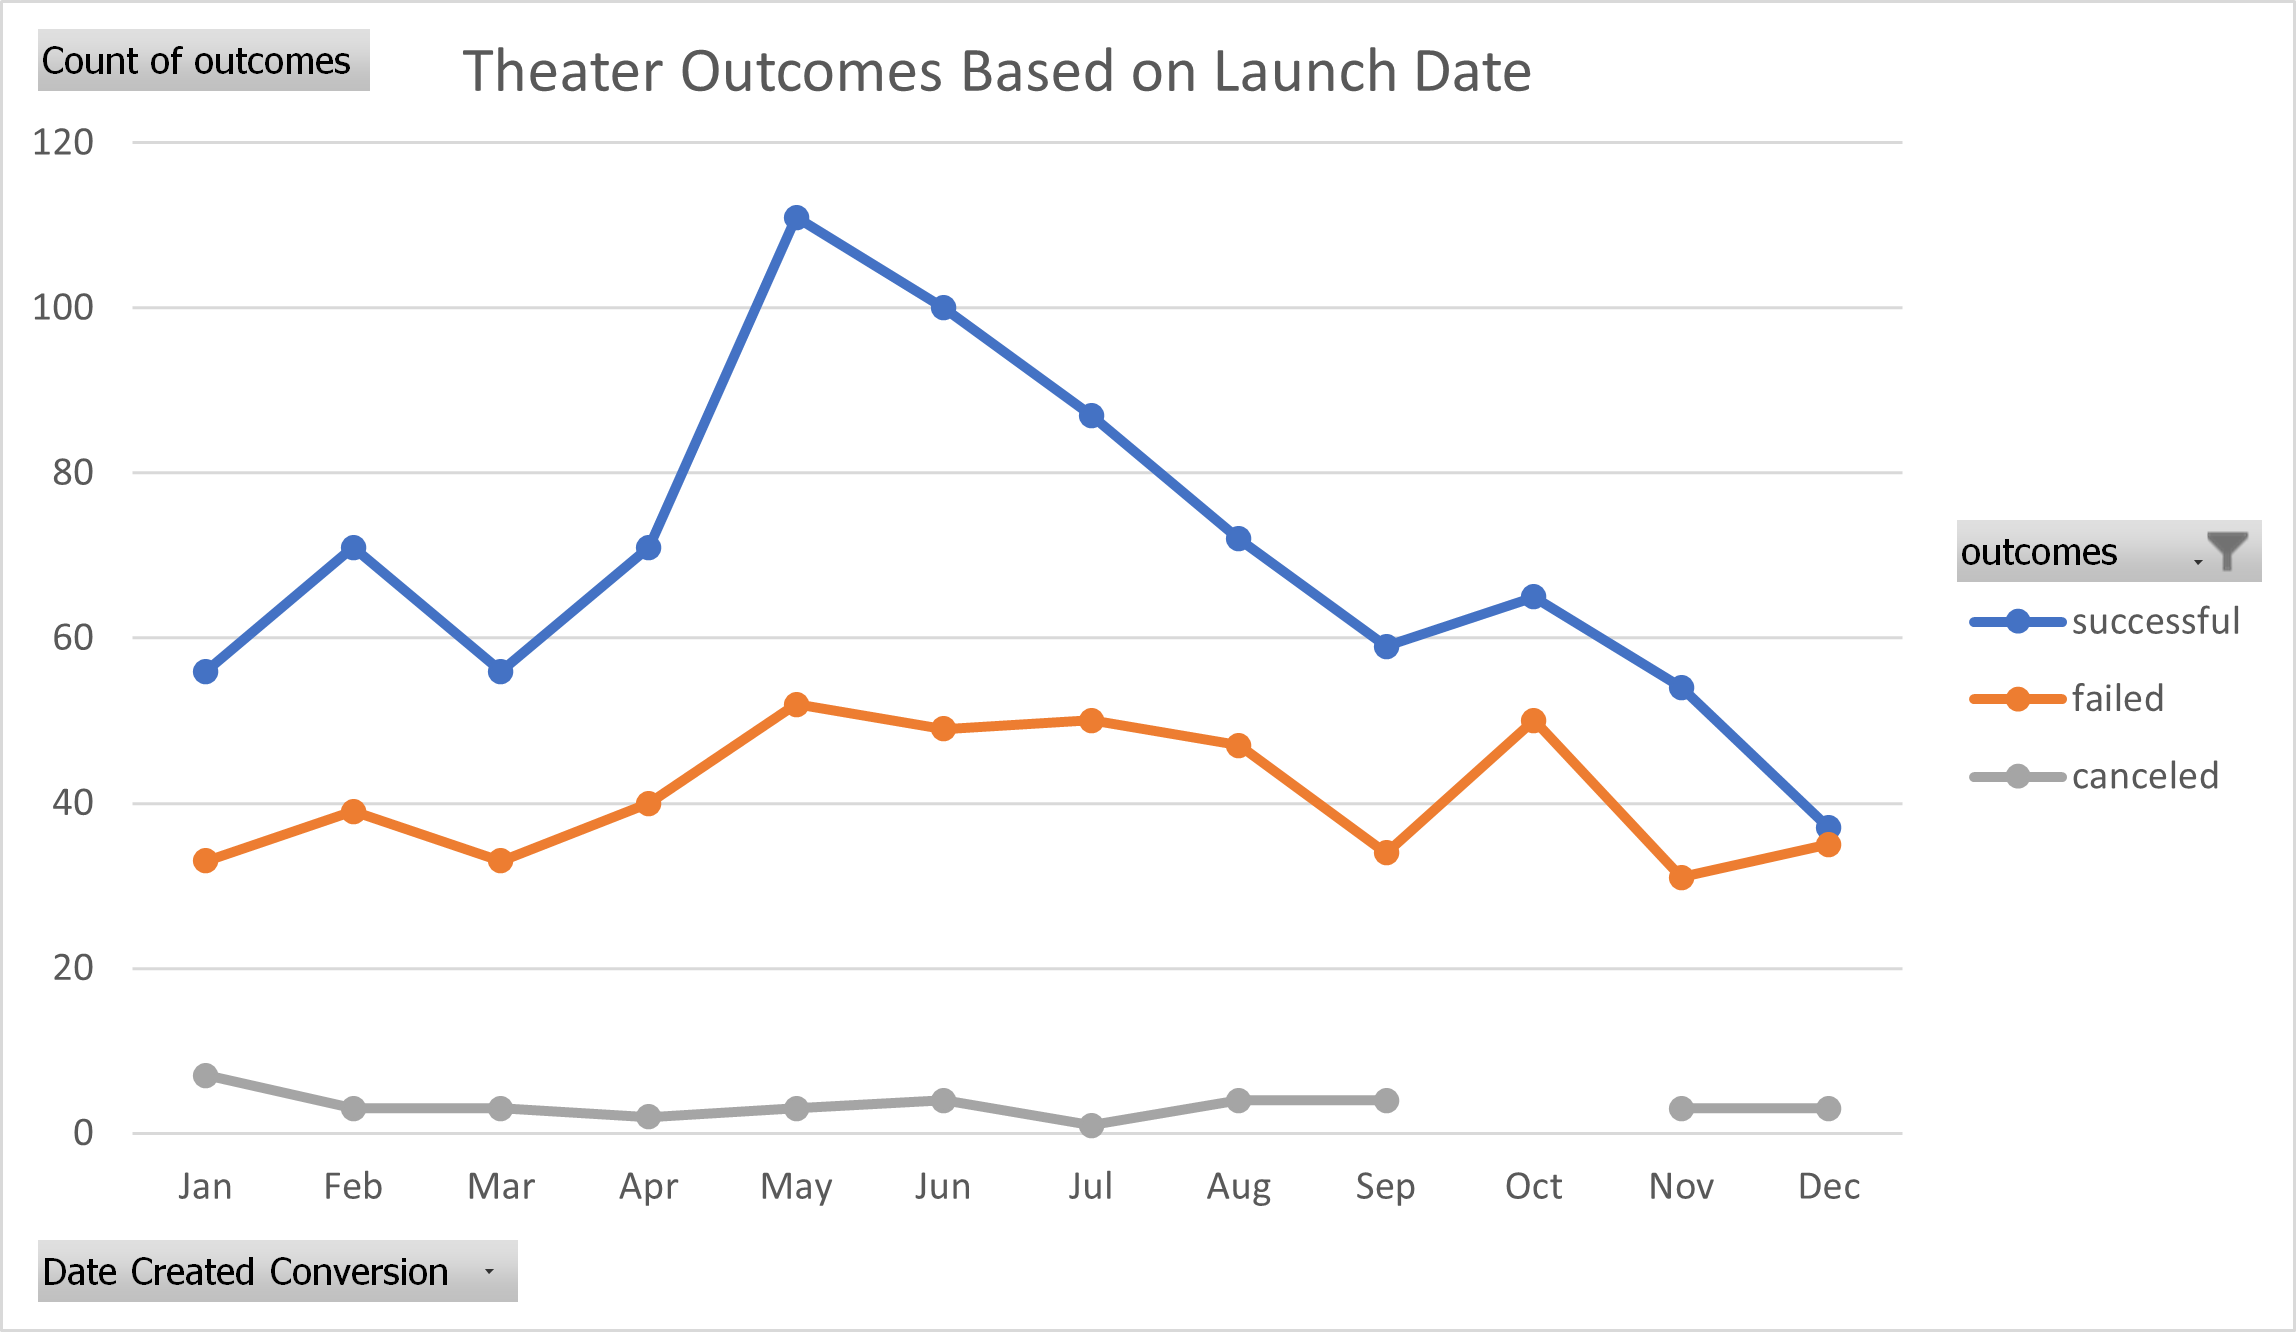 Count of outcomes
Theater Outcomes Based on Launch Date
120
100
80
60
40
20
0
Jan Feb Mar Apr May Jun Jul Aug Sep Oct Nov Dec
outcomes
successful
failed
canceled
Date Created Conversion